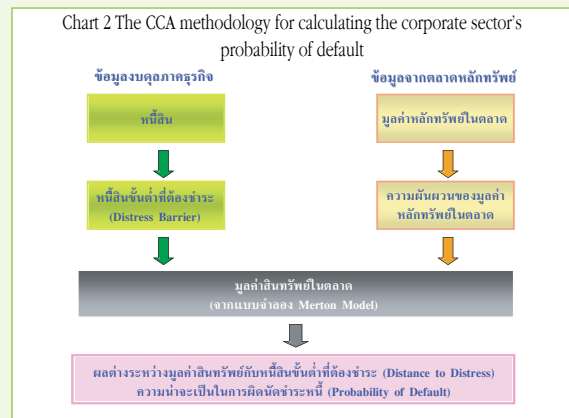 Chart 2 The CCA methodology for calculating the corporate sector's
probability of default
ข้อมูลงบดุลภาคธุรกิจ
ข้อมูลจากตลาดหลักทรัพย์
หนี้สิน
มูลค่าหลักทรัพย์ในตลาด
หนี้สินขั้นต่ำที่ต้องชำระ
(Distress Barrier)
ความผันผวนของมูลค่า
หลักทรัพย์ในตลาด
มูลค่าสินทรัพย์ในตลาด
(จากแบบจำลอง Merton Model)
ผลต่างระหว่างมูลค่าสินทรัพย์กับหนี้สินขั้นต่ำที่ต้องชำระ (Distance to Distress)
ความน่าจะเป็นในการผิดนัดชำระหนี้ (Probability of Default)